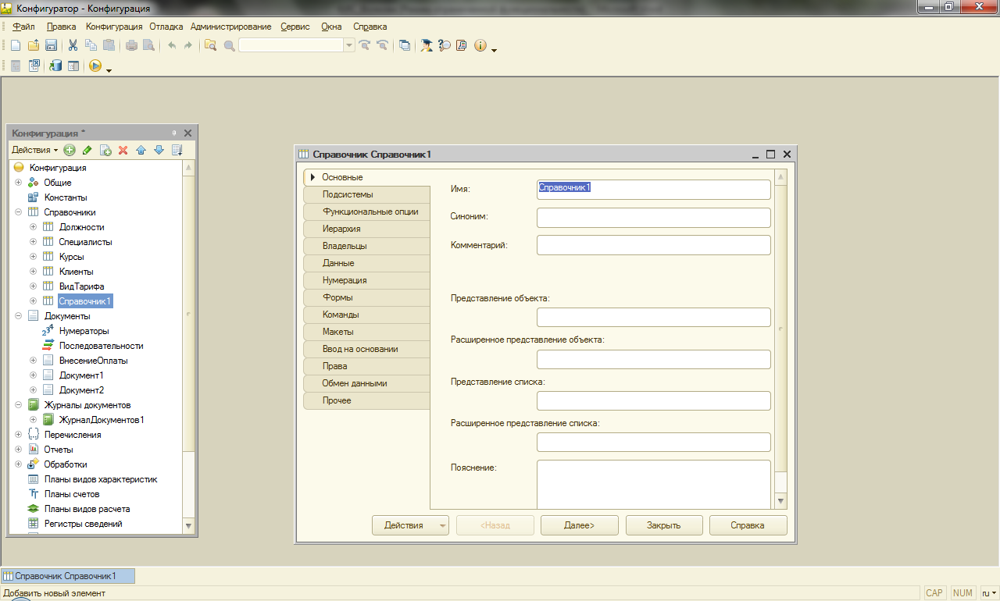 Конфигуратор - Конфигурация
Файл Правка Конфигурация Отладка Администрирование Сервис Окна Справка
Конфигурация *
Действия
Конфигурация
Общие
Константы
Справочники
Должности
Специалисты
Курсы
Клиенты
ВидТарифа
Справочник1
Документы
Нумераторы
Последовательности
ВнесениеОплаты
Документ1
Документ2
Журналы документов
ЖурналДокументов1
Перечисления
Отчеты
Обработки
Планы видов характеристик
Планы счетов
Планы видов расчета
Регистры сведений
Справочник Справочник1
Основные
Подсистемы
Функциональные опции
Иерархия
Владельцы
Данные
Нумерация
Формы
Команды
Макеты
Ввод на основании
Права
Обмен данными
Прочее
Имя: Справочник1
Синоним:
Комментарий:
Представление объекта:
Расширенное представление объекта:
Представление списка:
Расширенное представление списка:
Пояснение:
Действия <Назад Далее> Закрыть Справка
Справочник Справочник1
Добавить новый элемент CAP NUM ru